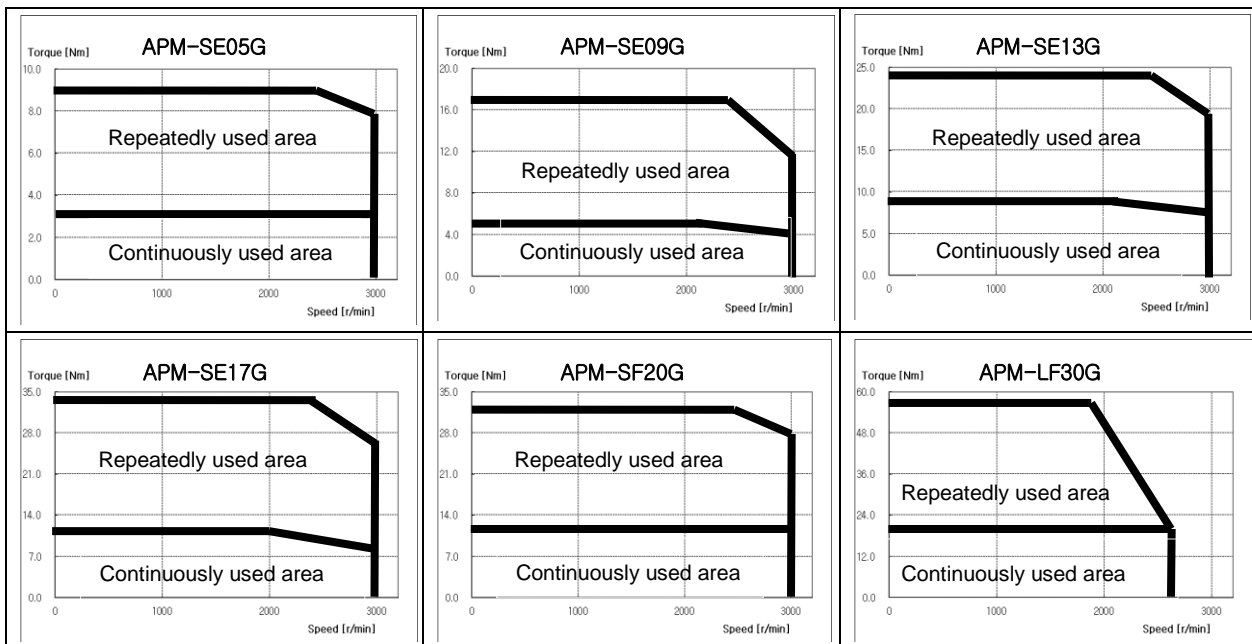 APM-SE05G
Torque [Nm]
10.0
8.0
Repeatedly used area
6.0
4.0
2.0
Continuously used area
0.0
0 1000 2000 3000
Speed [r/min]
APM-SE09G
Torque [Nm]
20.0
16.0
12.0
Repeatedly used area
8.0
4.0
Continuously used area
0.0
0 1000 2000 3000
Speed [r/min]
APM-SE13G
Torque [Nm]
25.0
20.0
Repeatedly used area
15.0
10.0
5.0
Continuously used area
0.0
0 1000 2000 3000
Speed [r/min]
APM-SE17G
Torque [Nm]
35.0
28.0
Repeatedly used area
21.0
14.0
7.0
Continuously used area
0.0
0 1000 2000 3000
Speed [r/min]
APM-SF20G
Torque [Nm]
35.0
28.0
Repeatedly used area
21.0
14.0
7.0
Continuously used area
0.0
0 1000 2000 3000
Speed [r/min]
APM-LF30G
Torque [Nm]
60.0
48.0
36.0
Repeatedly used area
24.0
12.0
Continuously used area
0.0
0 1000 2000 3000
Speed [r/min]